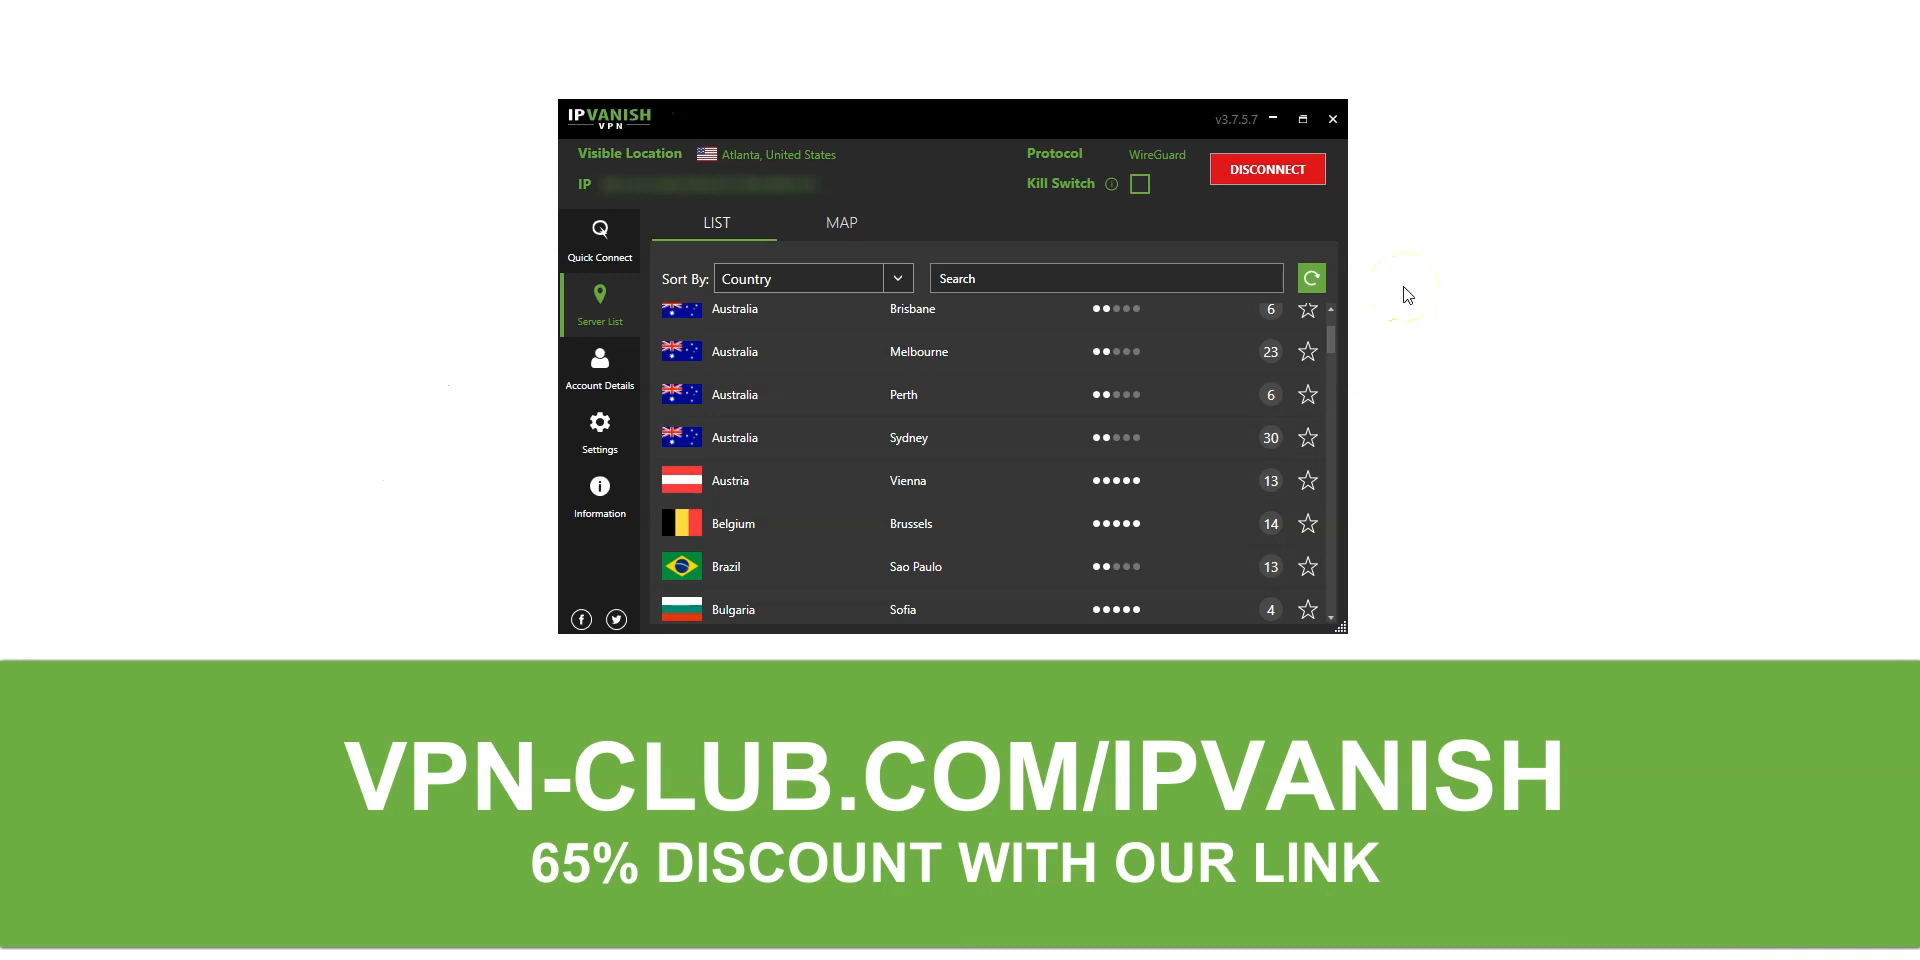 IPVANISH
VPN
v3.7.5.7
Visible Location Atlanta, United States
Protocol WireGuard
DISCONNECT
IP
Kill Switch
Quick Connect
Server List
Account Details
Settings
Information
LIST MAP
Sort By: Country Search
Australia Brisbane 6
Australia Melbourne 23
Australia Perth 6
Australia Sydney 30
Austria Vienna 13
Belgium Brussels 14
Brazil Sao Paulo 13
Bulgaria Sofia 4
VPN-CLUB.COM/IPVANISH
65% DISCOUNT WITH OUR LINK